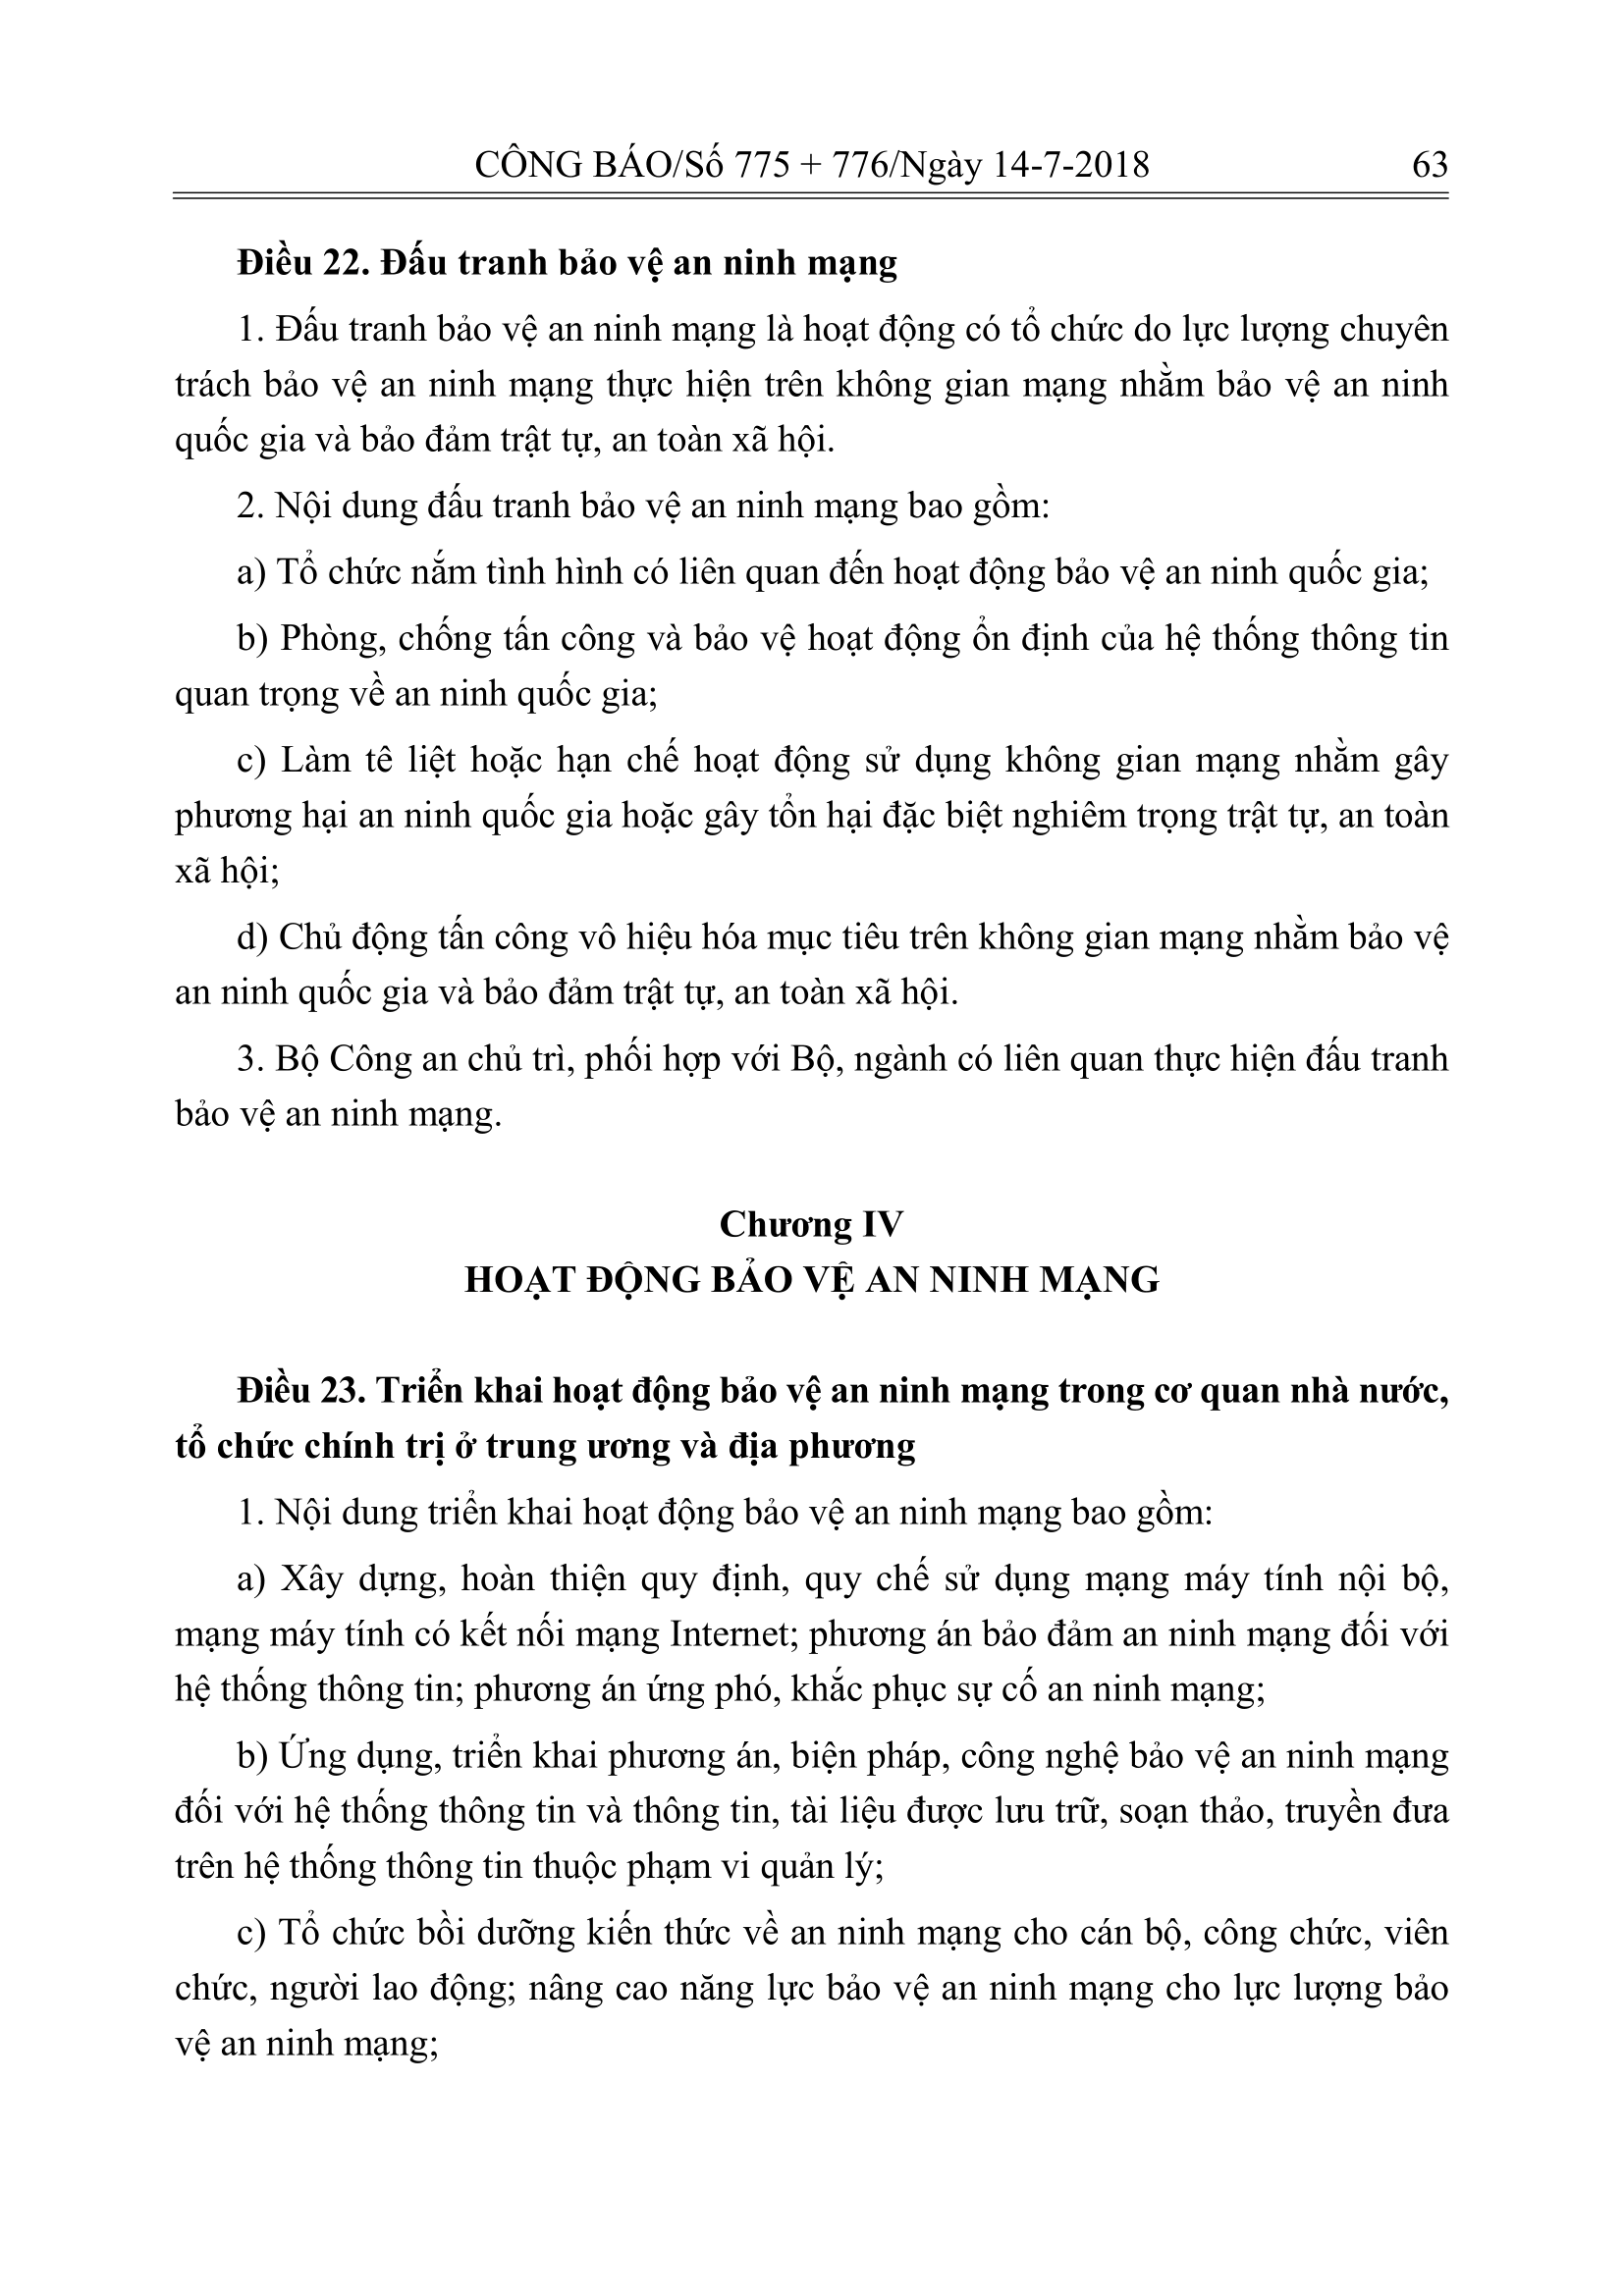 CÔNG BÁO/Số 775 + 776/Ngày 14-7-2018 63
Điều 22. Đấu tranh bảo vệ an ninh mạng
1. Đấu tranh bảo vệ an ninh mạng là hoạt động có tổ chức do lực lượng chuyên
trách bảo vệ an ninh mạng thực hiện trên không gian mạng nhằm bảo vệ an ninh
quốc gia và bảo đảm trật tự, an toàn xã hội.
2. Nội dung đấu tranh bảo vệ an ninh mạng bao gồm:
a) Tổ chức nắm tình hình có liên quan đến hoạt động bảo vệ an ninh quốc gia;
b) Phòng, chống tấn công và bảo vệ hoạt động ổn định của hệ thống thông tin
quan trọng về an ninh quốc gia;
c) Làm tê liệt hoặc hạn chế hoạt động sử dụng không gian mạng nhằm gây
phương hại an ninh quốc gia hoặc gây tổn hại đặc biệt nghiêm trọng trật tự, an toàn
xã hội;
d) Chủ động tấn công vô hiệu hóa mục tiêu trên không gian mạng nhằm bảo vệ
an ninh quốc gia và bảo đảm trật tự, an toàn xã hội.
3. Bộ Công an chủ trì, phối hợp với Bộ, ngành có liên quan thực hiện đấu tranh
bảo vệ an ninh mạng.
Chương IV
HOẠT ĐỘNG BẢO VỆ AN NINH MẠNG
Điều 23. Triển khai hoạt động bảo vệ an ninh mạng trong cơ quan nhà nước,
tổ chức chính trị ở trung ương và địa phương
1. Nội dung triển khai hoạt động bảo vệ an ninh mạng bao gồm:
a) Xây dựng, hoàn thiện quy định, quy chế sử dụng mạng máy tính nội bộ,
mạng máy tính có kết nối mạng Internet; phương án bảo đảm an ninh mạng đối với
hệ thống thông tin; phương án ứng phó, khắc phục sự cố an ninh mạng;
b) Ứng dụng, triển khai phương án, biện pháp, công nghệ bảo vệ an ninh mạng
đối với hệ thống thông tin và thông tin, tài liệu được lưu trữ, soạn thảo, truyền đưa
trên hệ thống thông tin thuộc phạm vi quản lý;
c) Tổ chức bồi dưỡng kiến thức về an ninh mạng cho cán bộ, công chức, viên
chức, người lao động; nâng cao năng lực bảo vệ an ninh mạng cho lực lượng bảo
vệ an ninh mạng;